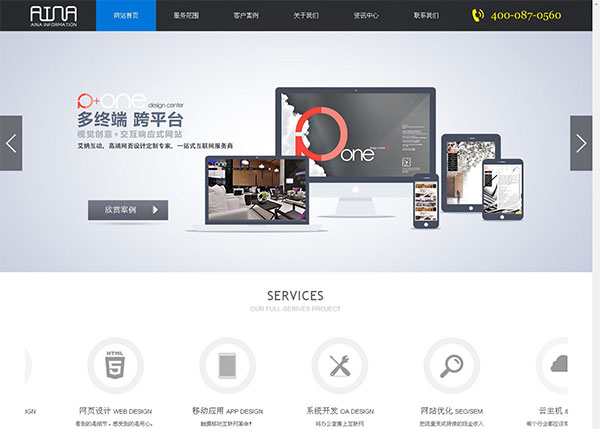 AINA
AINA INFORMATION
网站首页
服务范围
客户案例
关于我们
资讯中心
联系我们
400-087-0560
p+one design center
多终端 跨平台
视觉创意+交互响应式网站
艾纳互动，高端网页设计定制专家，一站式互联网服务商
欣赏案例
one
SERVICES
OUR FULL-SERIVES PROJECT
HTML
5
SIGN
网页设计 WEB DESIGN
移动应用 APP DESIGN
系统开发 OA DESIGN
网站优化 SEO/SEM
云主机
看到的是细节，感受到的是用心。
触摸移动互联网革命！
将办公室搬上互联网
把流量变式持续的现金收入
每个行业都应该有